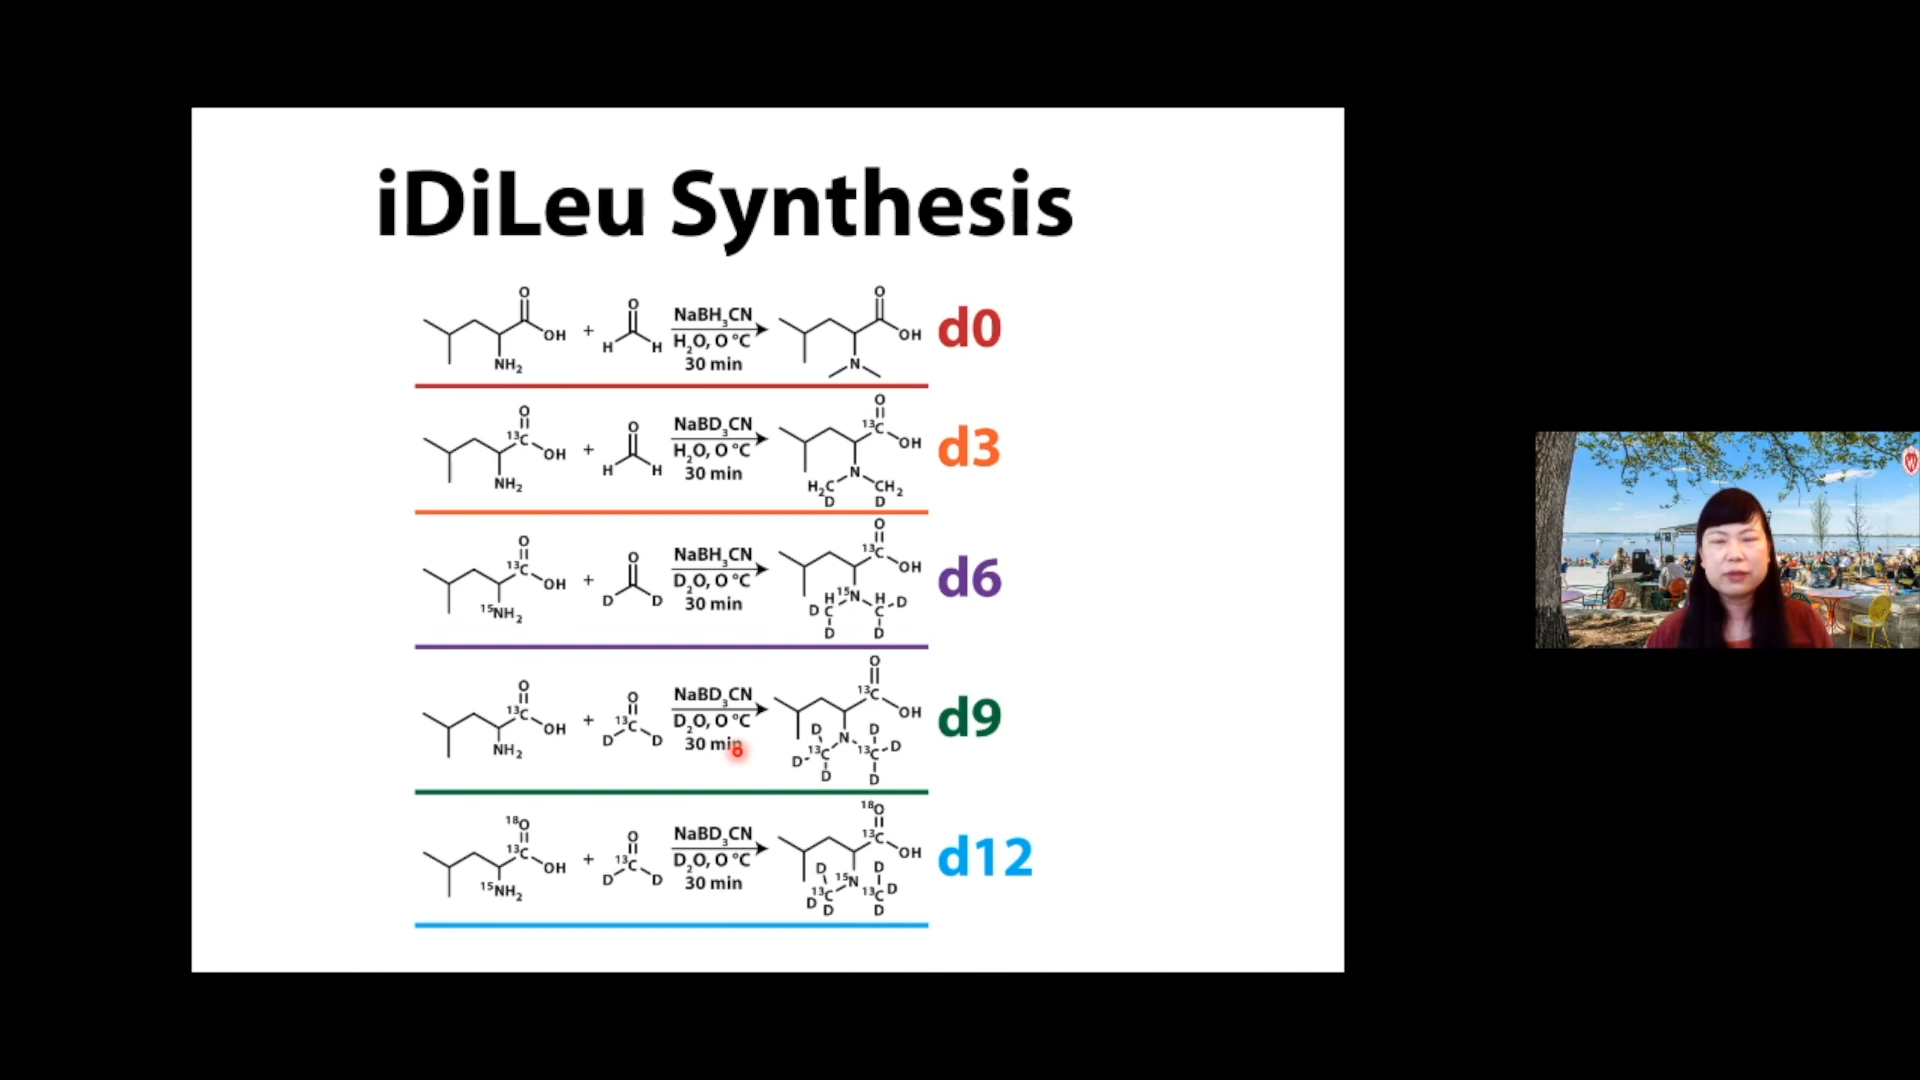 iDiLeu Synthesis
O
OH
NH2
+
O
H H
NaBH3CN
H2O, 0 °C
30 min
O
OH
N
d0
O
13C
OH
NH2
+
O
H H
NaBD3CN
H2O, 0 °C
30 min
O
13C
OH
N
H2C CH2
D D
d3
O
13C
OH
15NH2
+
O
D D
NaBH3CN
D2O, 0 °C
30 min
O
13C
OH
H 15N H
D C C D
D D
d6
O
13C
OH
NH2
+
O
13C
D D
NaBD3CN
D2O, 0 °C
30 min
O
13C
OH
D D
N
D 13C 13C D
D D
d9
18O
13C
OH
15NH2
+
O
13C
D D
NaBD3CN
D2O, 0 °C
30 min
18O
13C
OH
D D
15N
13C 13C D
D D D
d12
W